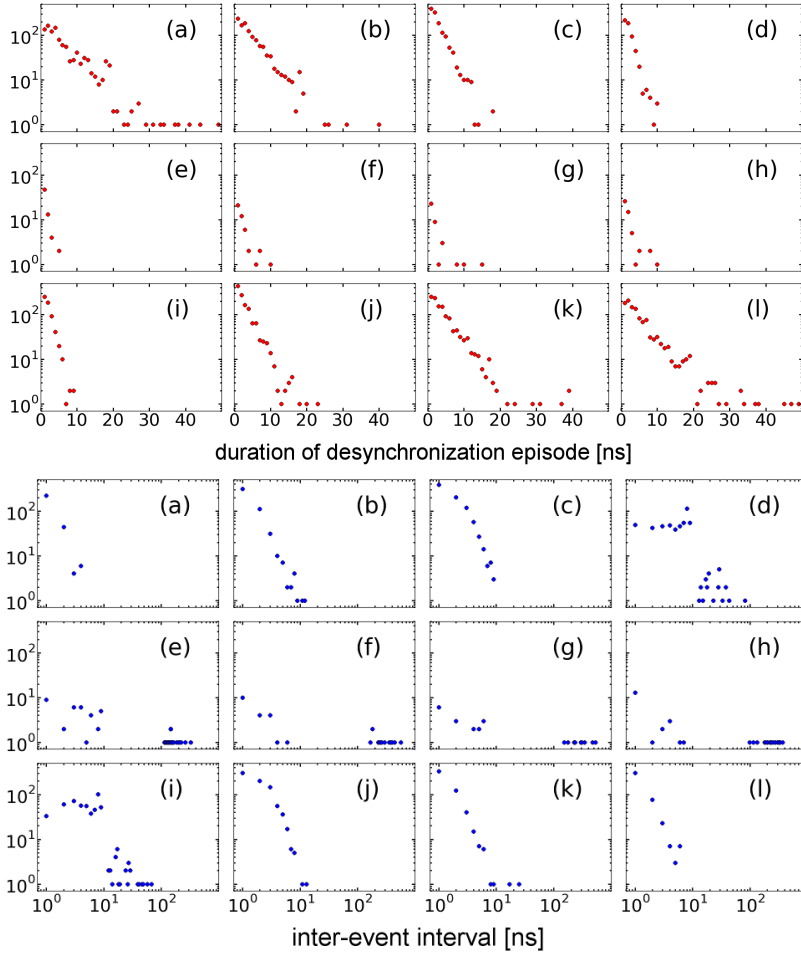 10² (a) (b) (c) (d)
10¹
10⁰
10² (e) (f) (g) (h)
10¹
10⁰
10² (i) (j) (k) (l)
10¹
10⁰
0 10 20 30 40 0 10 20 30 40 0 10 20 30 40 0 10 20 30 40 50
duration of desynchronization episode [ns]
10² (a) (b) (c) (d)
10¹
10⁰
10² (e) (f) (g) (h)
10¹
10⁰
10² (i) (j) (k) (l)
10¹
10⁰
10⁰ 10¹ 10² 10⁰ 10¹ 10² 10⁰ 10¹ 10² 10⁰ 10¹ 10²
inter-event interval [ns]